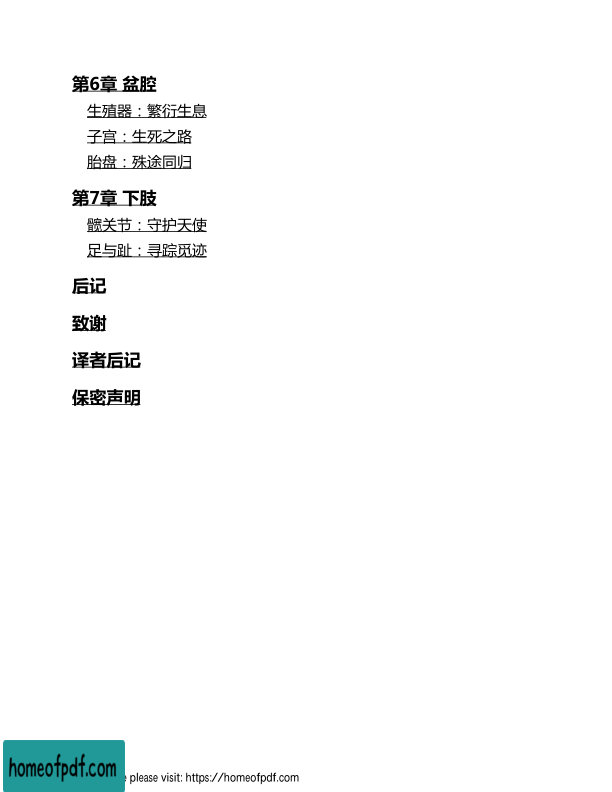 第6章 盆腔
生殖器：繁衍生息
子宫：生死之路
胎盘：殊途同归
第7章 下肢
髋关节：守护天使
足与趾：寻踪觅迹
后记
致谢
译者后记
保密声明
homeofpdf.com
please visit: https://homeofpdf.com